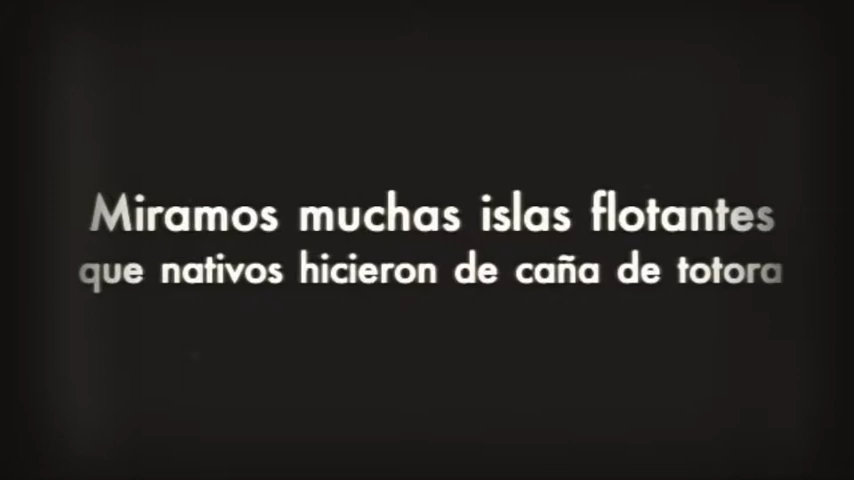 Miramos muchas islas flotantes
que nativos hicieron de caña de totora